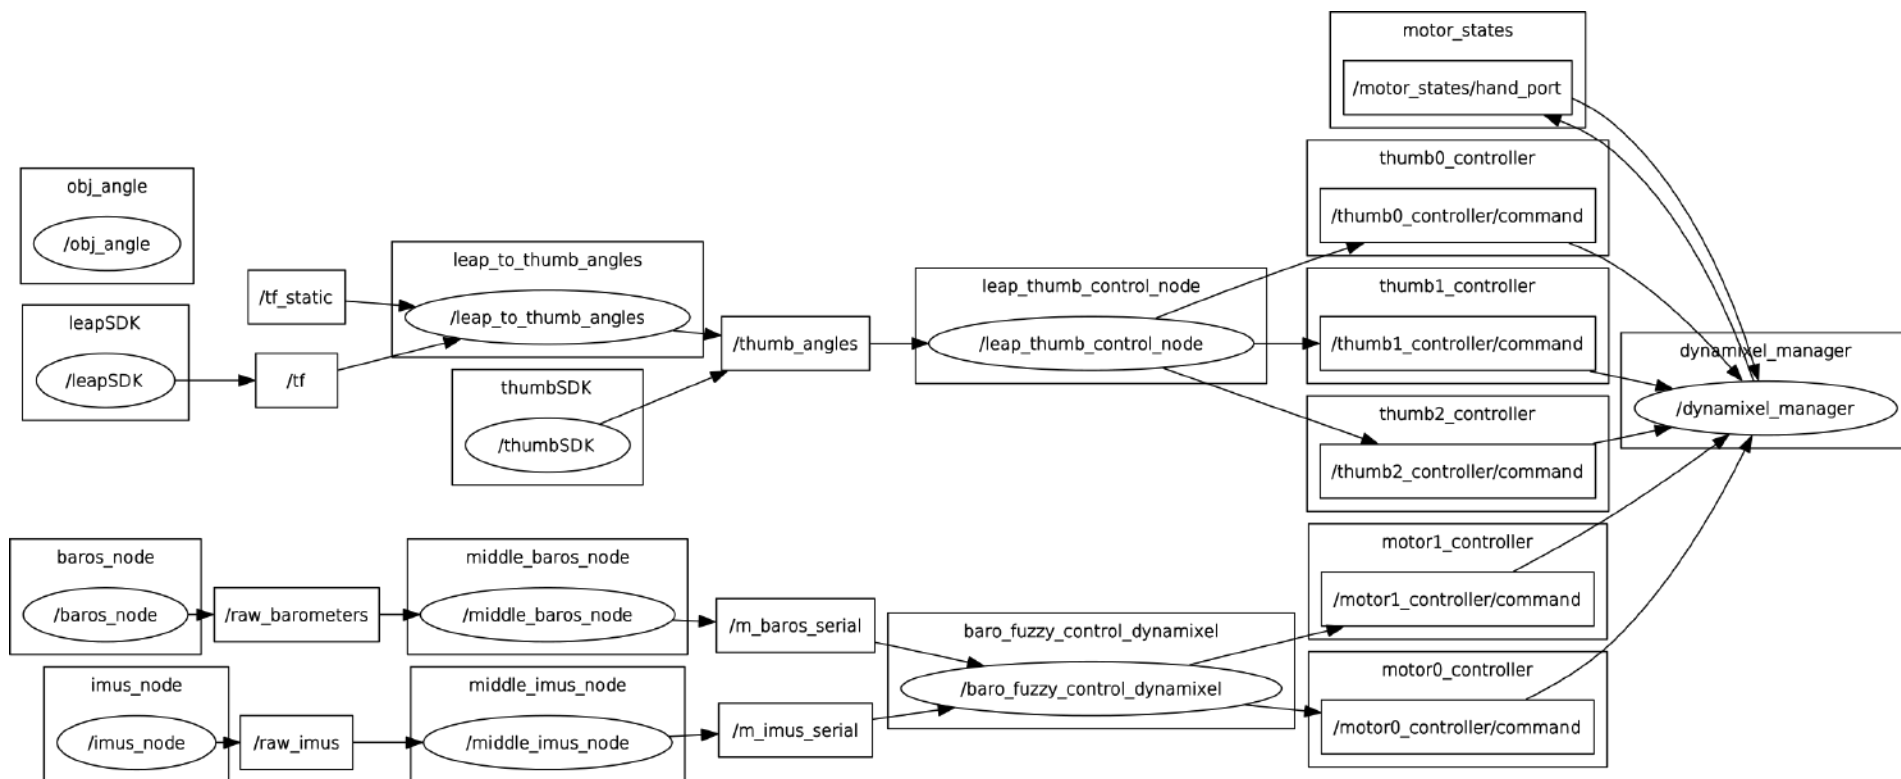 motor_states
/motor_states/hand_port
thumb0_controller
/thumb0_controller/command
obj_angle
/obj_angle
leap_to_thumb_angles
/leap_to_thumb_angles
/tf_static
leapSDK
/leapSDK
/tf
/thumb_angles
leap_thumb_control_node
/leap_thumb_control_node
thumb1_controller
/thumb1_controller/command
dynamixel_manager
/dynamixel_manager
thumbSDK
/thumbSDK
thumb2_controller
/thumb2_controller/command
baros_node
/baros_node
/raw_barometers
middle_baros_node
/middle_baros_node
/m_baros_serial
baro_fuzzy_control_dynamixel
/baro_fuzzy_control_dynamixel
motor1_controller
/motor1_controller/command
imus_node
/imus_node
/raw_imus
middle_imus_node
/middle_imus_node
/m_imus_serial
motor0_controller
/motor0_controller/command